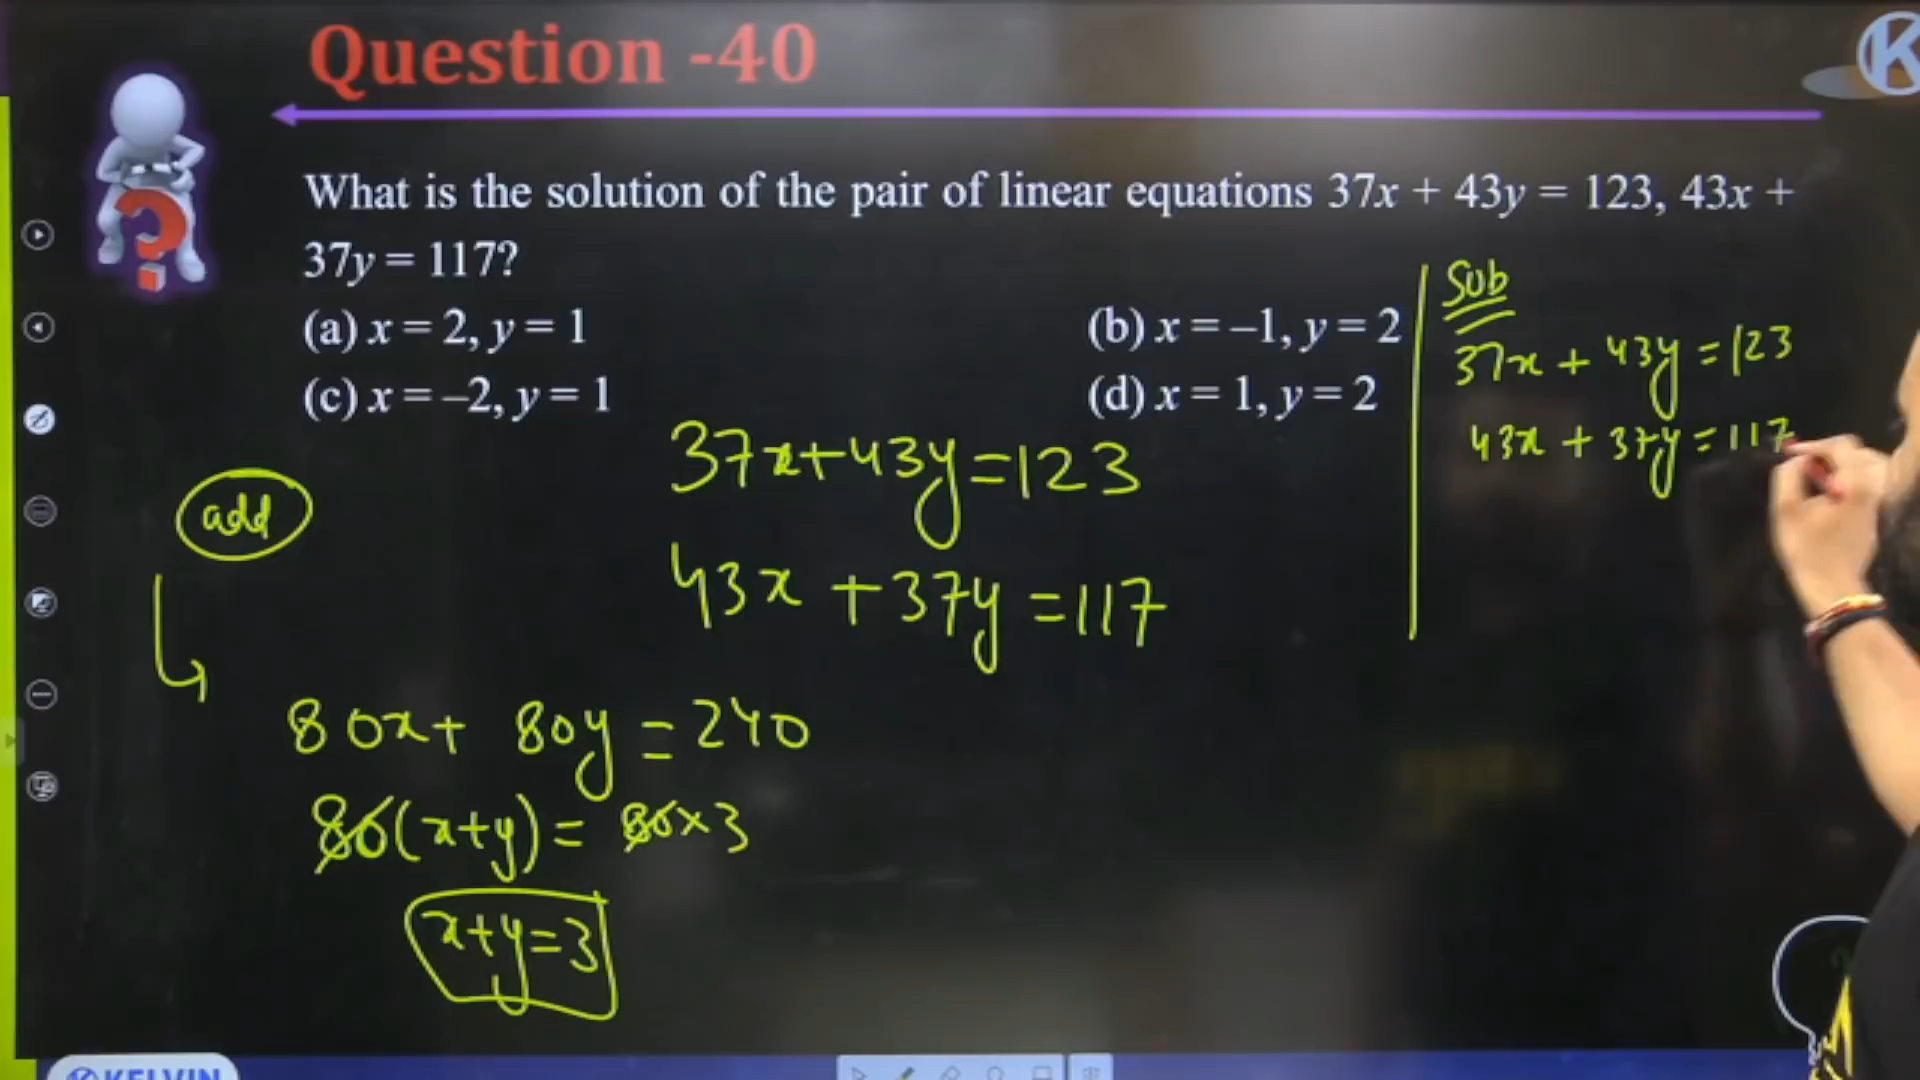 Question -40
What is the solution of the pair of linear equations 37x + 43y = 123, 43x +
37y = 117?
(a) x = 2, y = 1
(b) x = –1, y = 2
(c) x = –2, y = 1
(d) x = 1, y = 2
Sub
37x + 43y = 123
43x + 37y = 117
37x+43y=123
43x +37y =117
add
80x+ 80y = 240
80(x+y) = 80×3
x+y=3
K
KELVIN